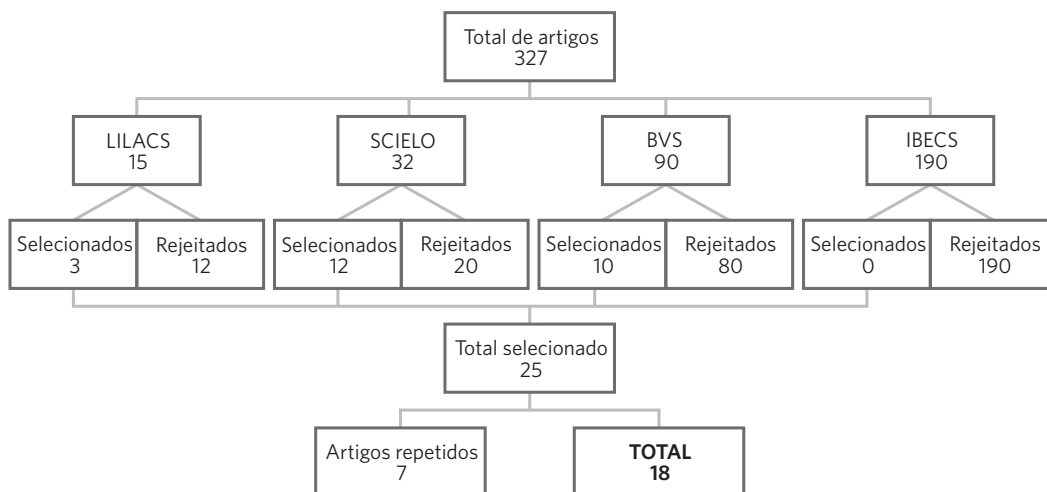 Total de artigos
327
LILACS
15
SCIELO
32
BVS
90
IBECS
190
Selecionados
3
Rejeitados
12
Selecionados
12
Rejeitados
20
Selecionados
10
Rejeitados
80
Selecionados
0
Rejeitados
190
Total selecionado
25
Artigos repetidos
7
TOTAL
18